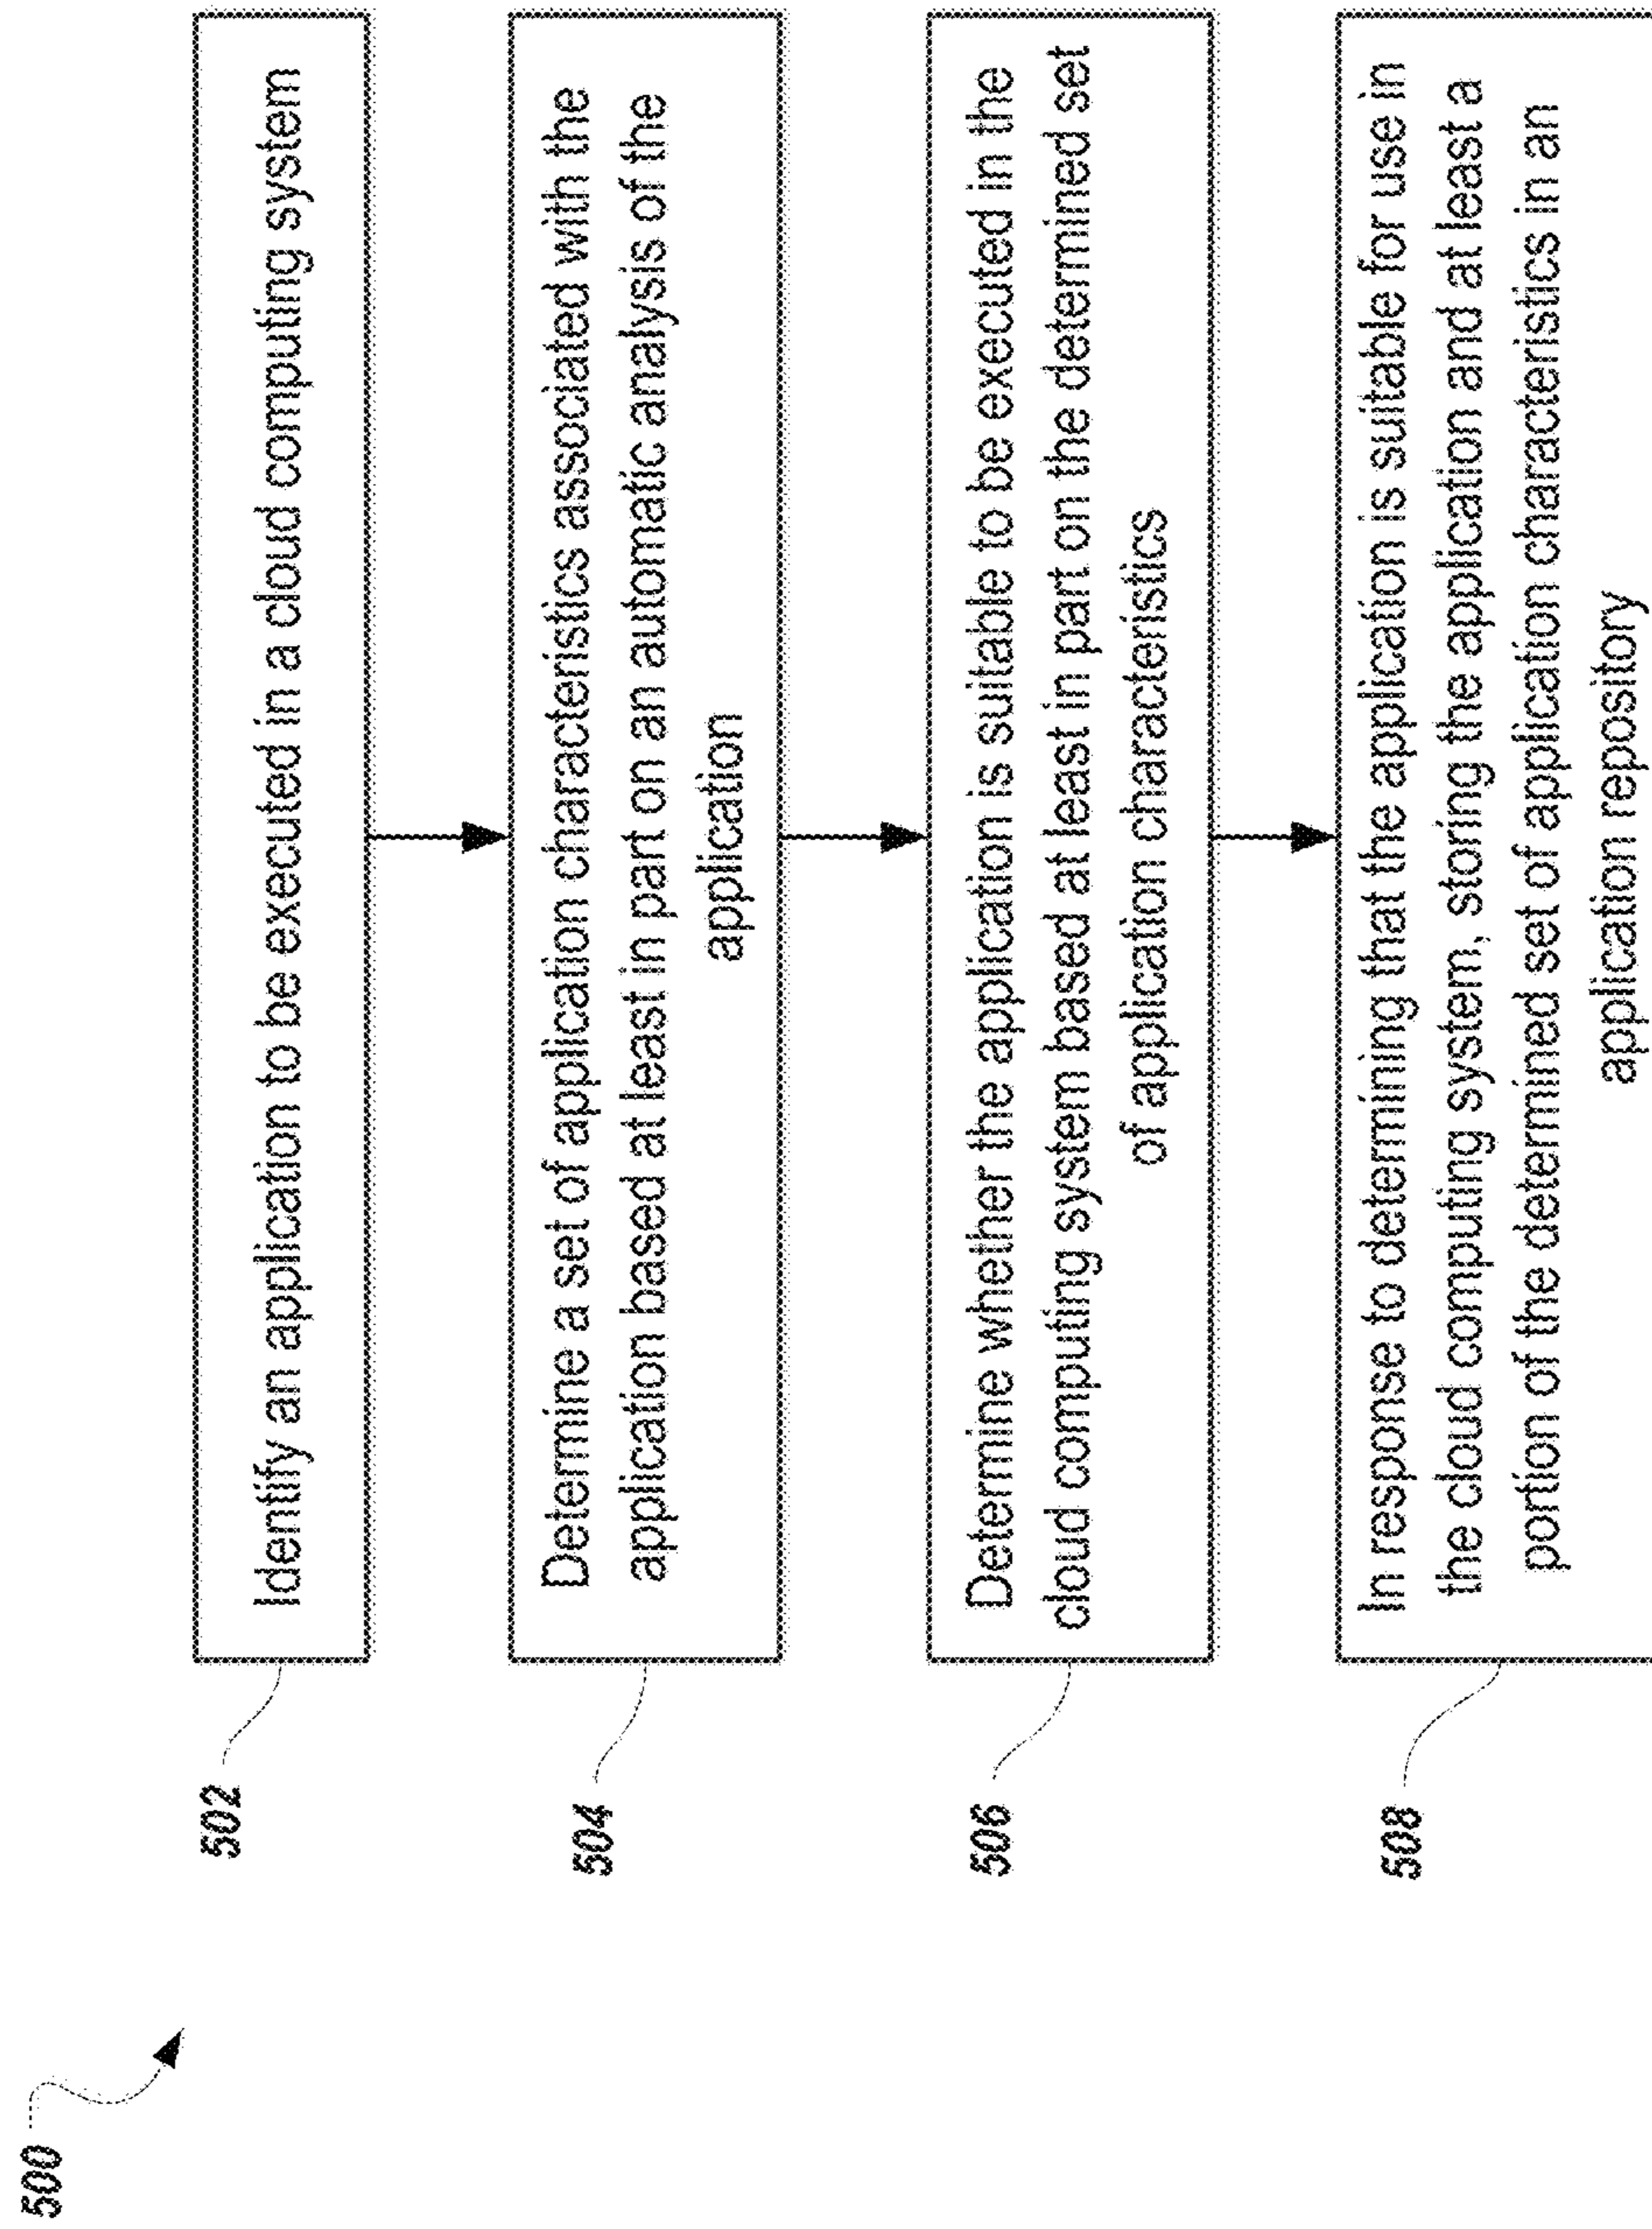 500
502
Identify an application to be executed in a cloud computing system
504
Determine a set of application characteristics associated with the
application based at least in part on an automatic analysis of the
application
506
Determine whether the application is suitable to be executed in the
cloud computing system based at least in part on the determined set
of application characteristics
508
In response to determining that the application is suitable for use in
the cloud computing system, storing the application and at least a
portion of the determined set of application characteristics in an
application repository